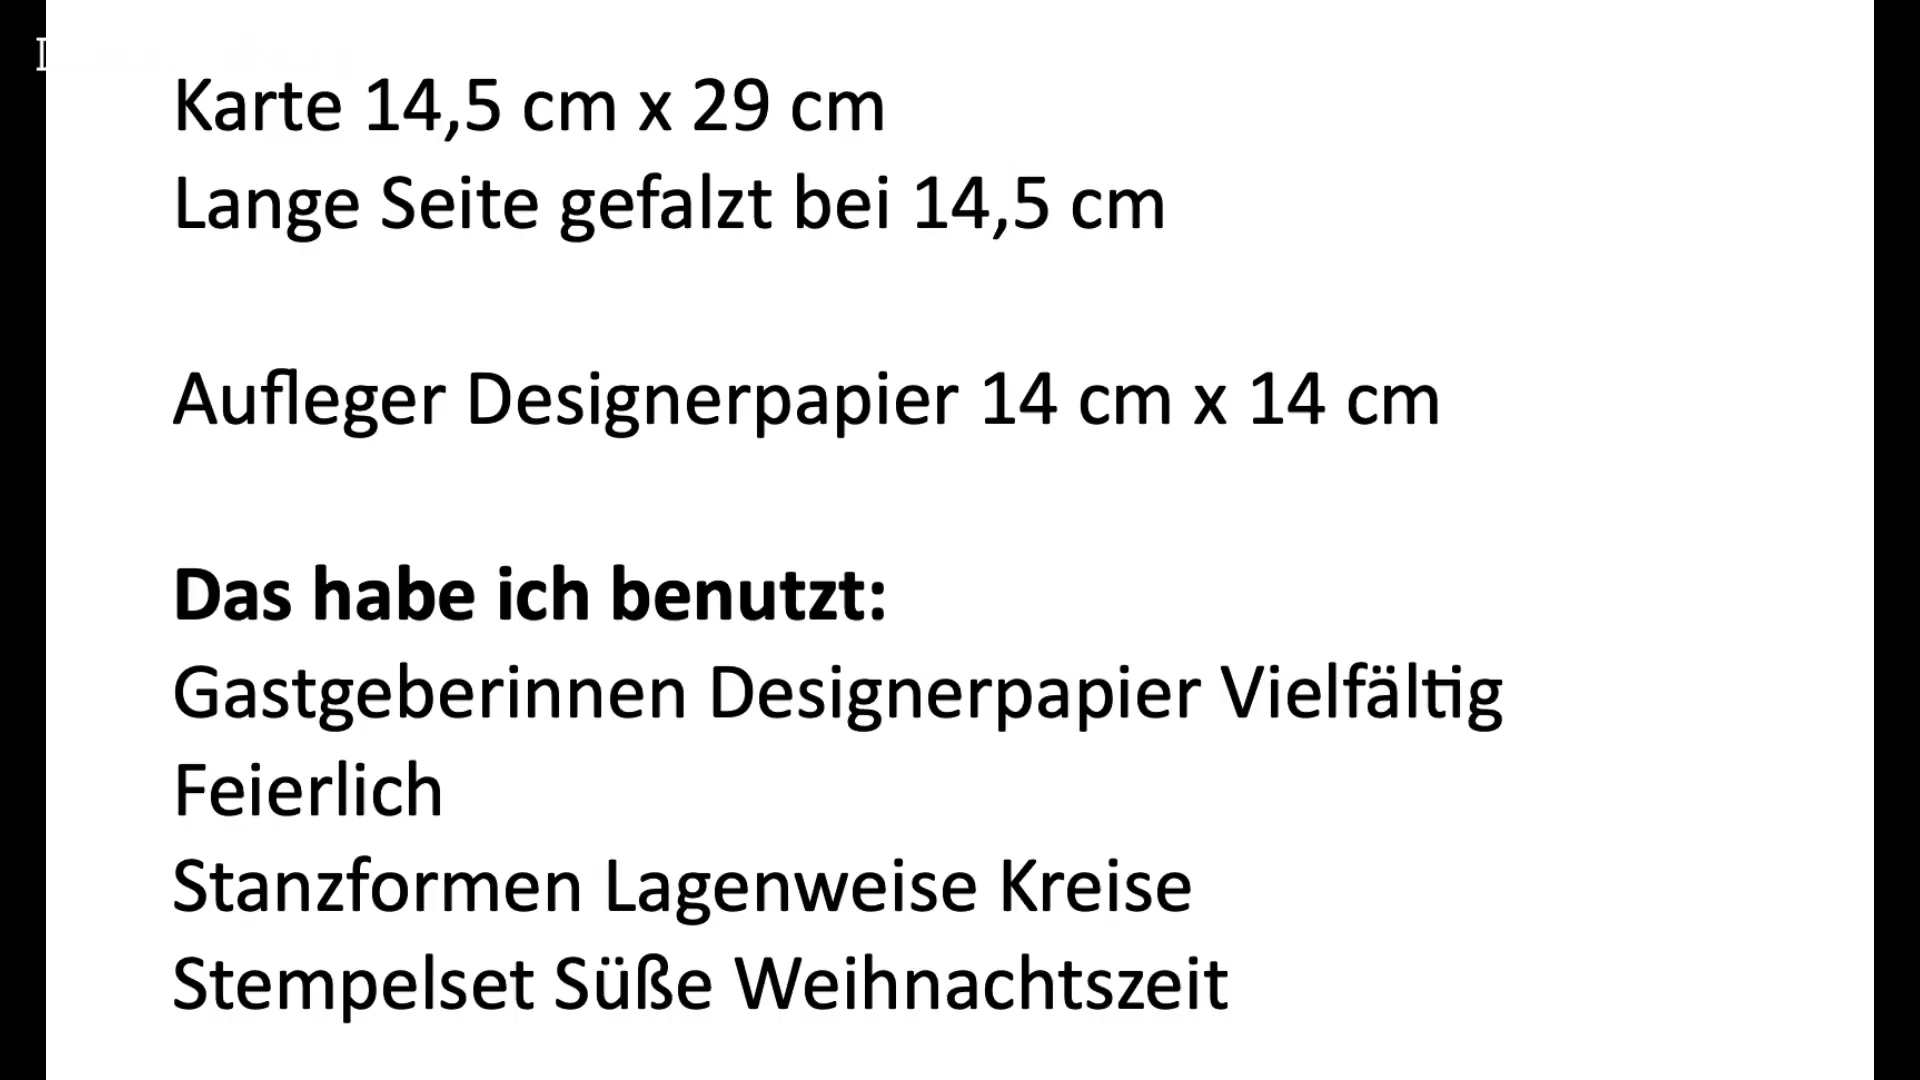 Karte 14,5 cm x 29 cm
Lange Seite gefalzt bei 14,5 cm
Aufleger Designerpapier 14 cm x 14 cm
Das habe ich benutzt:
Gastgeberinnen Designerpapier Vielfältig
Feierlich
Stanzformen Lagenweise Kreise
Stempelset Süße Weihnachtszeit